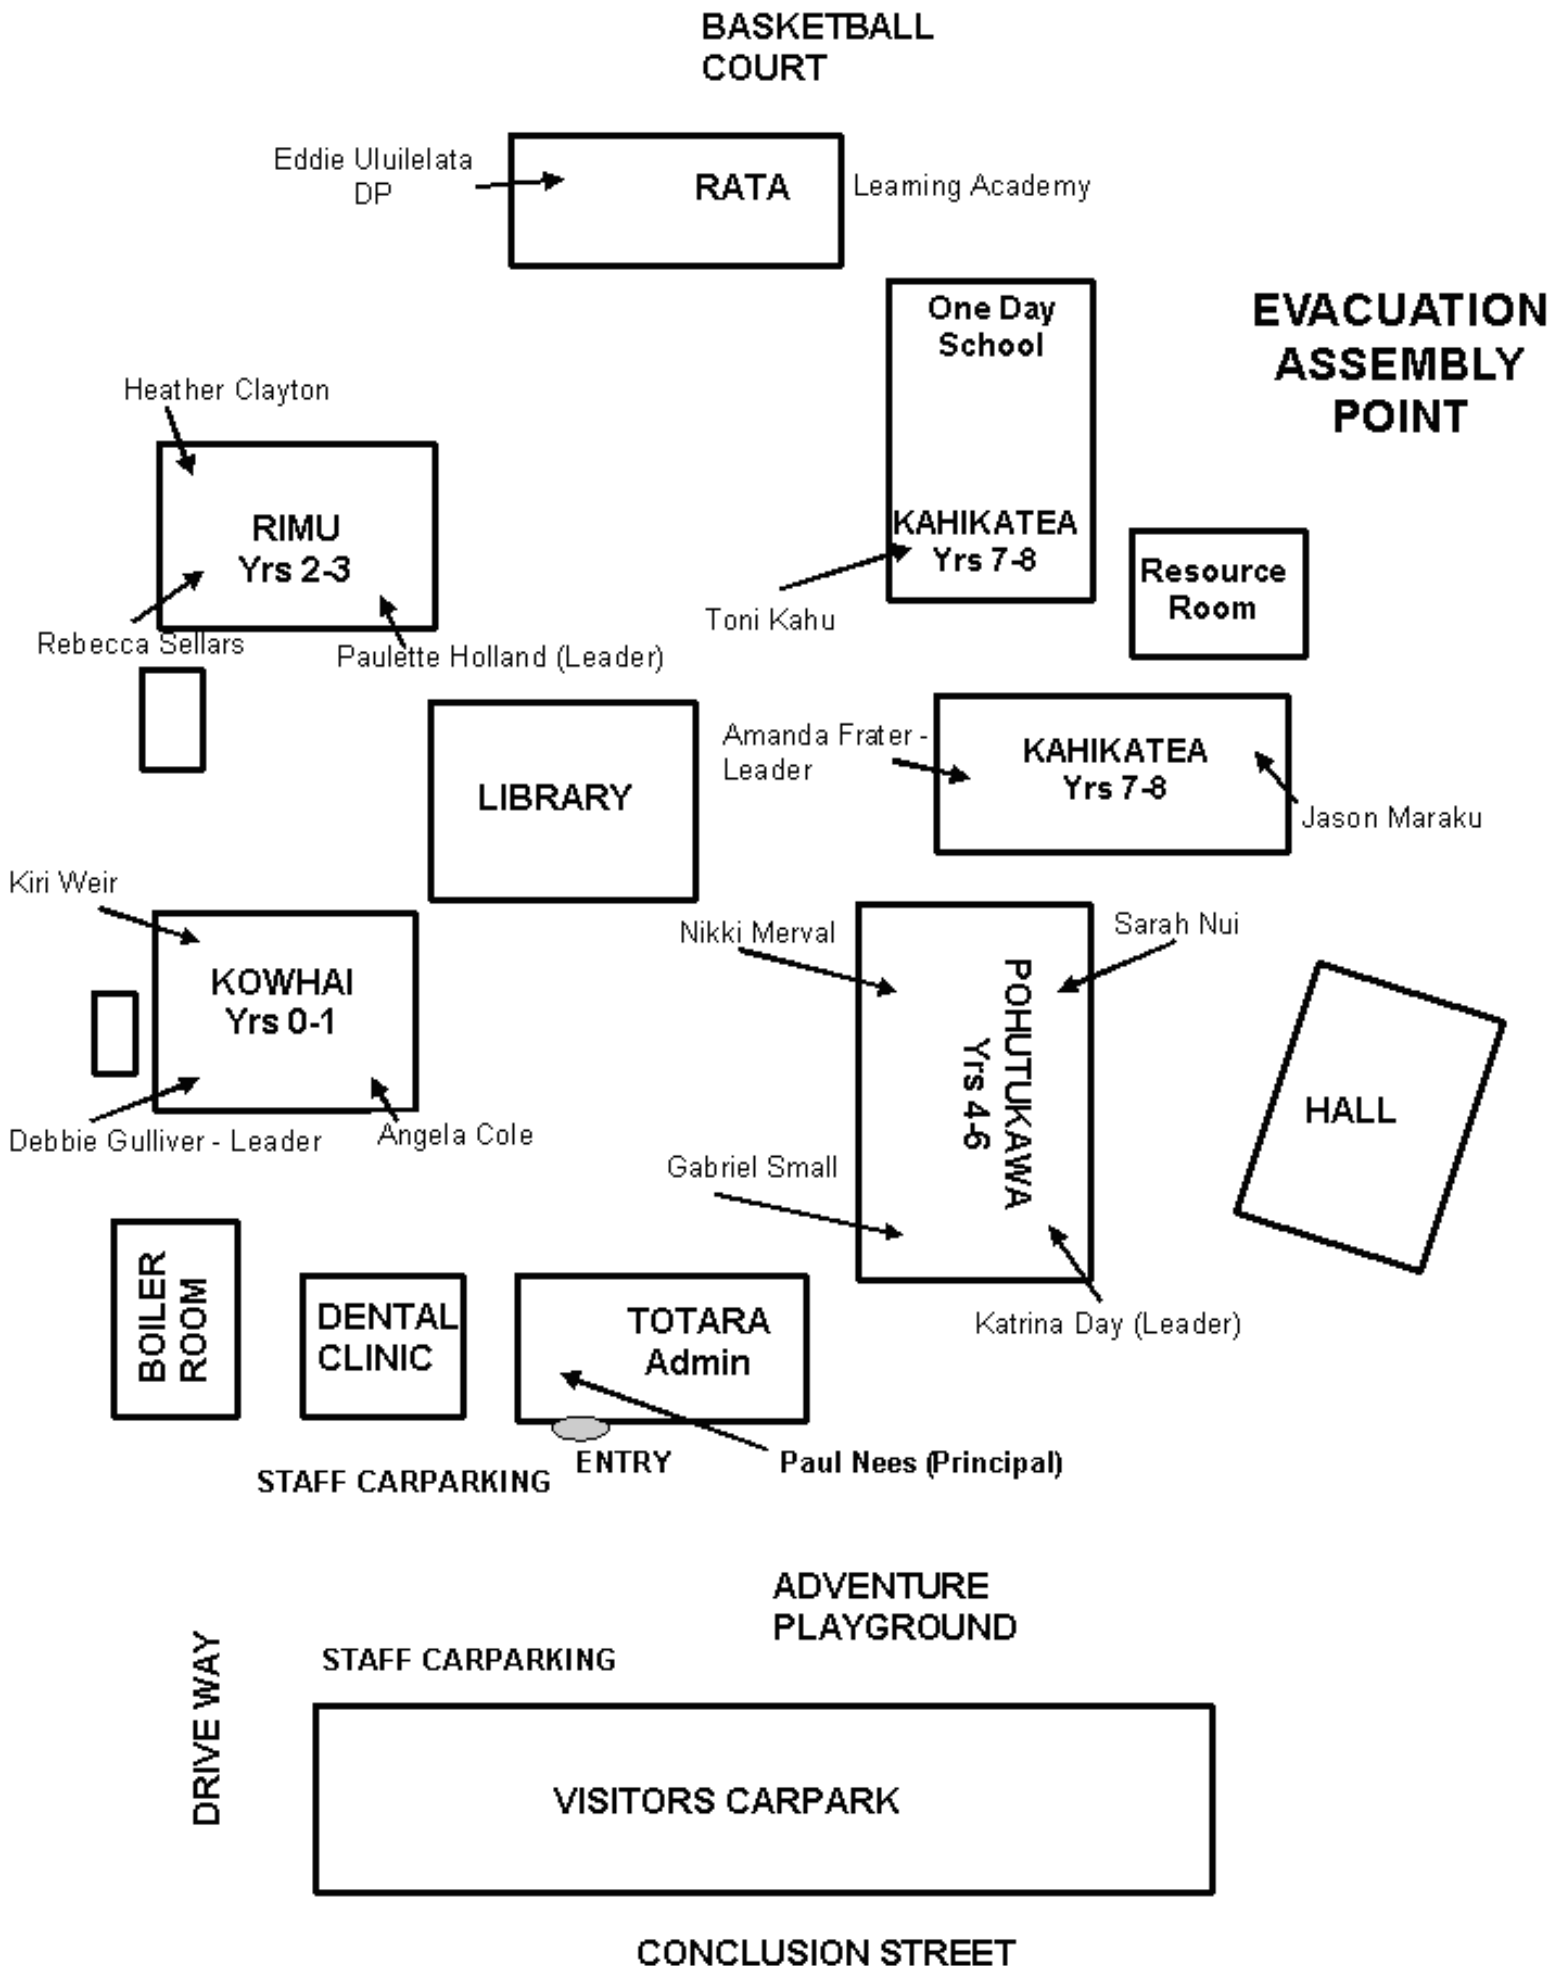 BASKETBALL
COURT
Eddie Uluilelata
DP
RATA
Learning Academy
One Day
School
EVACUATION
ASSEMBLY
POINT
Heather Clayton
KAHIKATEA
Yrs 7-8
RIMU
Yrs 2-3
Resource
Room
Toni Kahu
Rebecca Sellars
Paulette Holland (Leader)
Amanda Frater -
Leader
KAHIKATEA
Yrs 7-8
LIBRARY
Jason Maraku
Kiri Weir
Nikki Merval
Sarah Nui
KOWHAI
Yrs 0-1
POHUTUKAWA
Yrs 4-6
HALL
Debbie Gulliver - Leader
Angela Cole
Gabriel Small
BOILER
ROOM
DENTAL
CLINIC
TOTARA
Admin
Katrina Day (Leader)
ENTRY
Paul Nees (Principal)
STAFF CARPARKING
ADVENTURE
PLAYGROUND
STAFF CARPARKING
DRIVE WAY
VISITORS CARPARK
CONCLUSION STREET